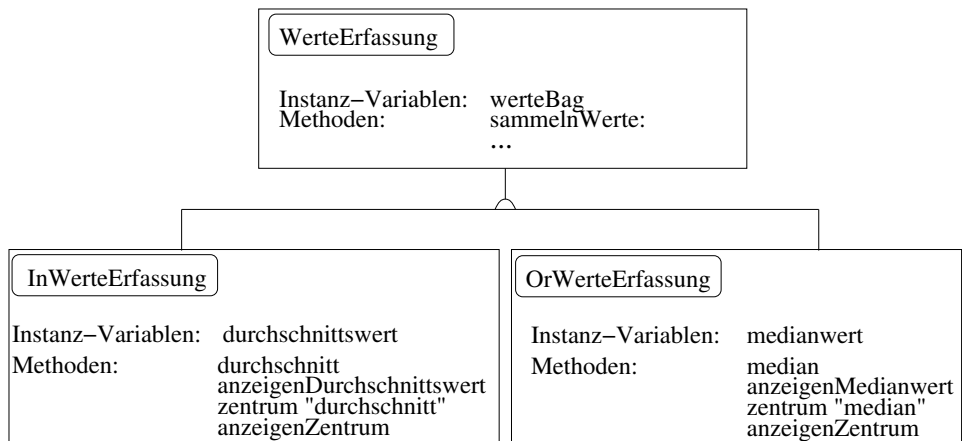 WerteErfassung
Instanz−Variablen: werteBag
Methoden: sammelnWerte:
...
InWerteErfassung
Instanz−Variablen: durchschnittswert
Methoden: durchschnitt
anzeigenDurchschnittswert
zentrum "durchschnitt"
anzeigenZentrum
OrWerteErfassung
Instanz−Variablen: medianwert
Methoden: median
anzeigenMedianwert
zentrum "median"
anzeigenZentrum